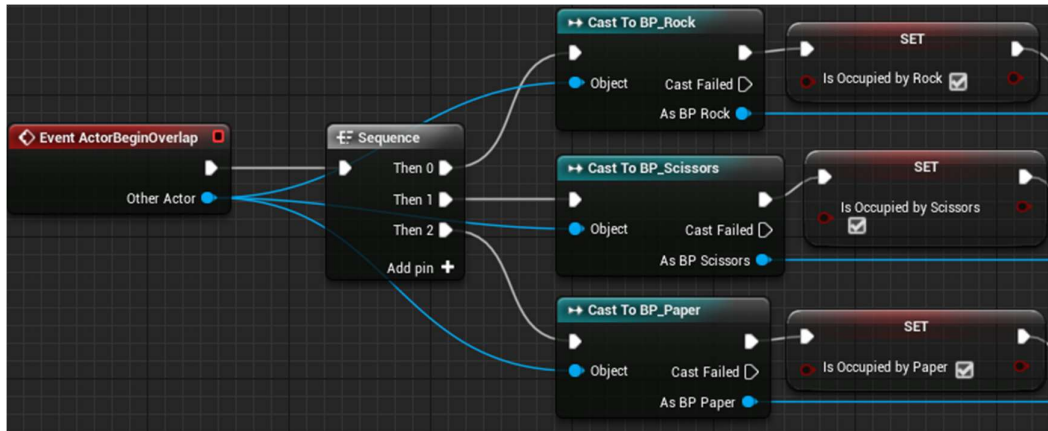 Cast To BP_Rock
SET
Object
Cast Failed
Is Occupied by Rock
As BP Rock
Event ActorBeginOverlap
Other Actor
Sequence
Then 0
Then 1
Then 2
Add pin
Cast To BP_Scissors
SET
Object
Cast Failed
Is Occupied by Scissors
As BP Scissors
Cast To BP_Paper
SET
Object
Cast Failed
Is Occupied by Paper
As BP Paper